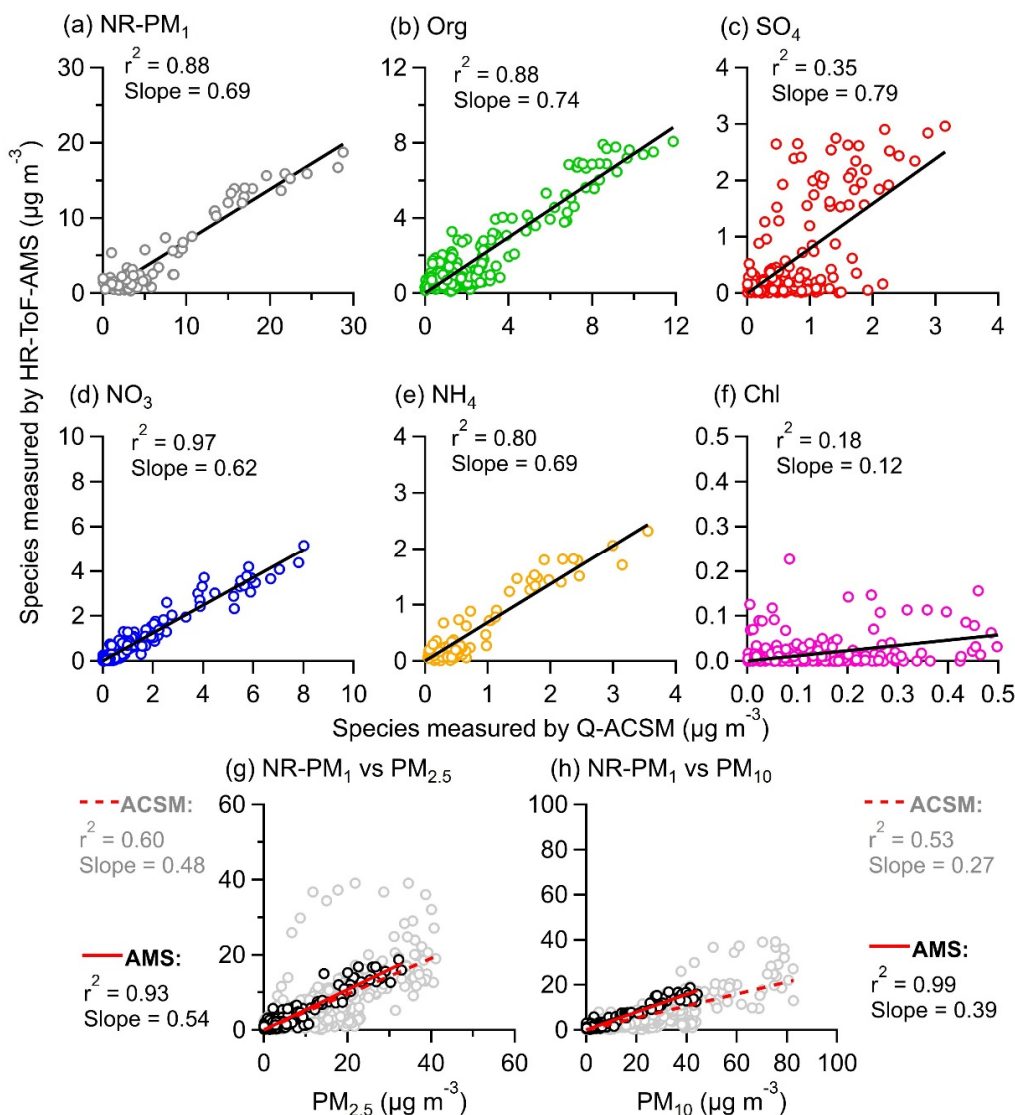 (a) NR-PM₁
(b) Org
(c) SO₄
r² = 0.88
Slope = 0.69
r² = 0.88
Slope = 0.74
r² = 0.35
Slope = 0.79
30
20
10
0
0 10 20 30
12
8
4
0
0 4 8 12
4
3
2
1
0
0 1 2 3 4
Species measured by HR-ToF-AMS (µg m⁻³)
(d) NO₃
(e) NH₄
(f) Chl
r² = 0.97
Slope = 0.62
r² = 0.80
Slope = 0.69
r² = 0.18
Slope = 0.12
10
8
6
4
2
0
0 2 4 6 8 10
4
3
2
1
0
0 1 2 3 4
0.5
0.4
0.3
0.2
0.1
0.0
0.0 0.1 0.2 0.3 0.4 0.5
Species measured by Q-ACSM (µg m⁻³)
(g) NR-PM₁ vs PM₂.₅
(h) NR-PM₁ vs PM₁₀
ACSM:
r² = 0.60
Slope = 0.48
AMS:
r² = 0.93
Slope = 0.54
60
40
20
0
0 20 40 60
PM₂.₅ (µg m⁻³)
100
80
60
40
20
0
0 20 40 60 80 100
PM₁₀ (µg m⁻³)
ACSM:
r² = 0.53
Slope = 0.27
AMS:
r² = 0.99
Slope = 0.39